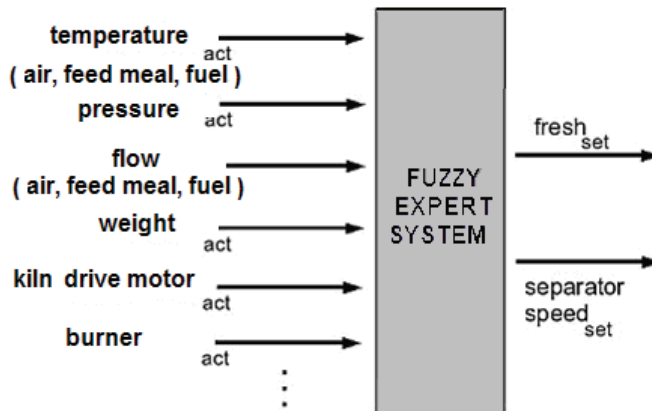 temperature act
( air, feed meal, fuel )
pressure act
flow
( air, feed meal, fuel )
weight act
kiln drive motor act
burner act
FUZZY
EXPERT
SYSTEM
fresh set
separator
speed set